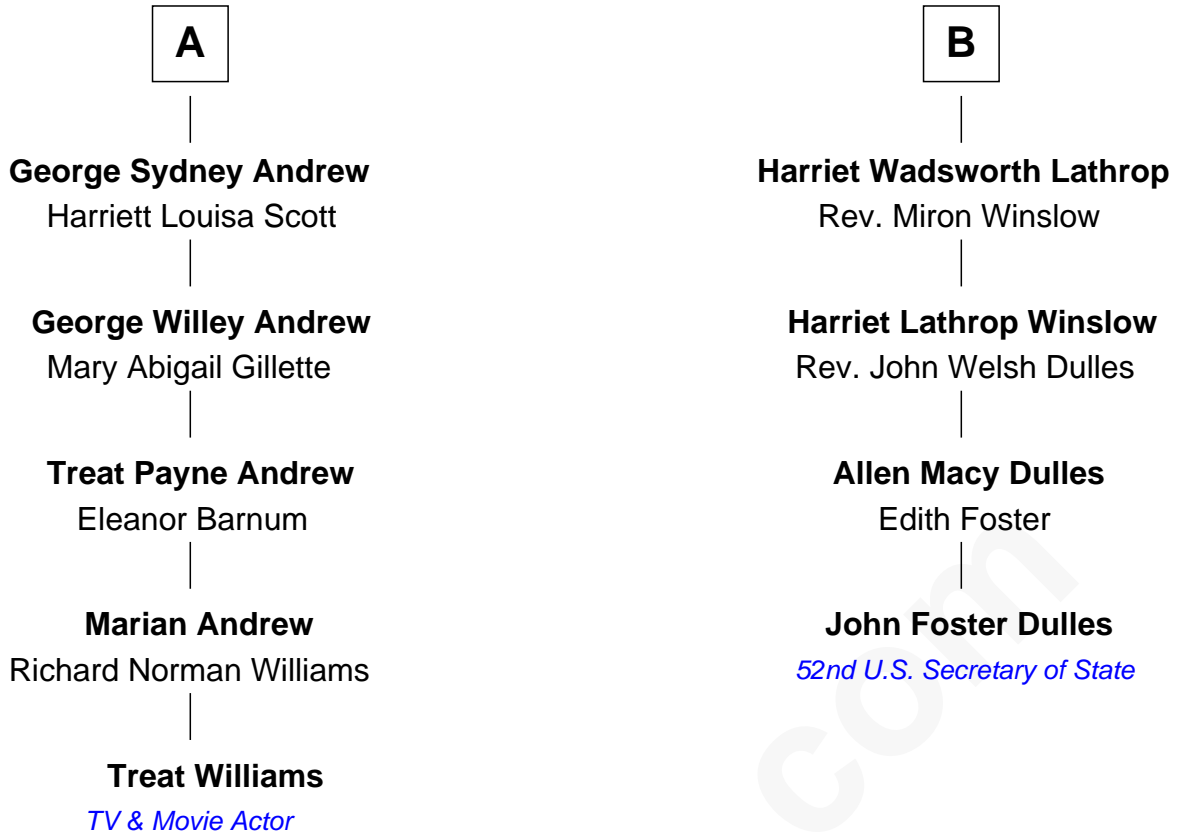 A
George Sydney Andrew
Harriett Louisa Scott
George Willey Andrew
Mary Abigail Gillette
Treat Payne Andrew
Eleanor Barnum
Marian Andrew
Richard Norman Williams
Treat Williams
TV & Movie Actor
B
Harriet Wadsworth Lathrop
Rev. Miron Winslow
Harriet Lathrop Winslow
Rev. John Welsh Dulles
Allen Macy Dulles
Edith Foster
John Foster Dulles
52nd U.S. Secretary of State
com